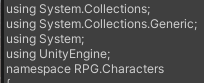 using System.Collections;
using System.Collections.Generic;
using System;
using UnityEngine;
namespace RPG.Characters